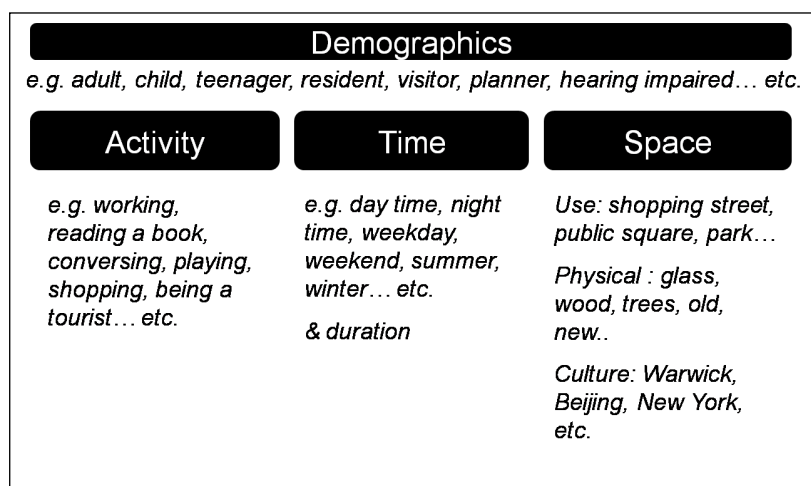 Demographics
e.g. adult, child, teenager, resident, visitor, planner, hearing impaired… etc.
Activity
e.g. working,
reading a book,
conversing, playing,
shopping, being a
tourist… etc.
Time
e.g. day time, night
time, weekday,
weekend, summer,
winter… etc.
& duration
Space
Use: shopping street,
public square, park…
Physical : glass,
wood, trees, old,
new..
Culture: Warwick,
Beijing, New York,
etc.